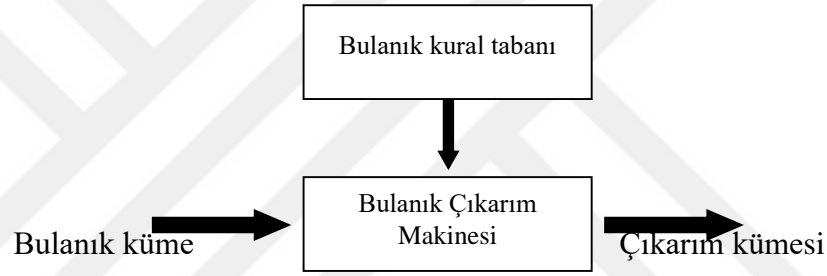 Bulanık kural tabanı
Bulanık Çıkarım
Makinesi
Bulanık küme
Çıkarım kümesi